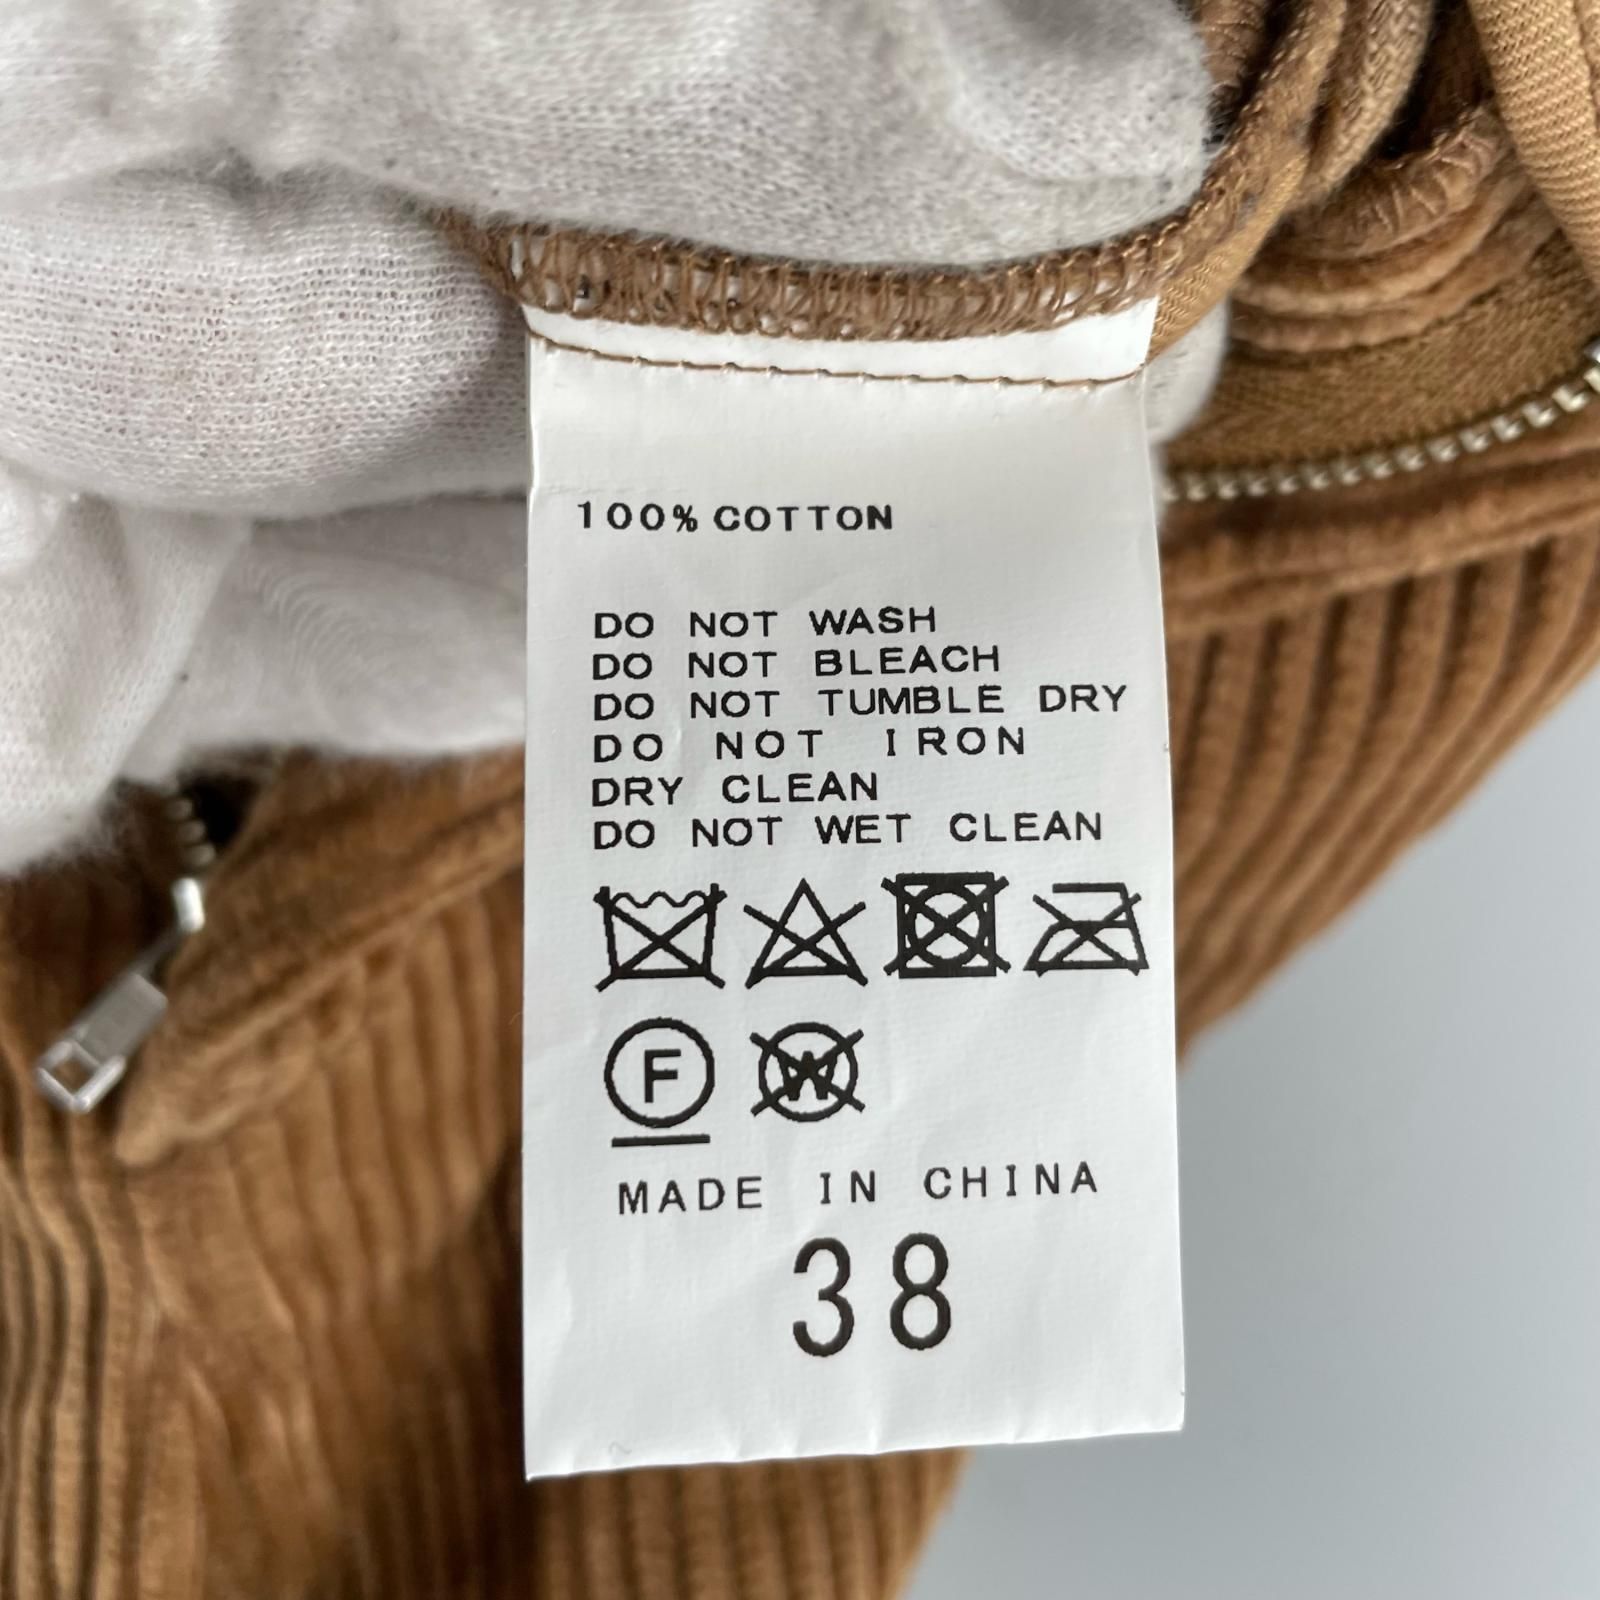 100% COTTON
DO NOT WASH
DO NOT BLEACH
DO NOT TUMBLE DRY
DO NOT IRON
DRY CLEAN
DO NOT WET CLEAN
F W
MADE IN CHINA
38